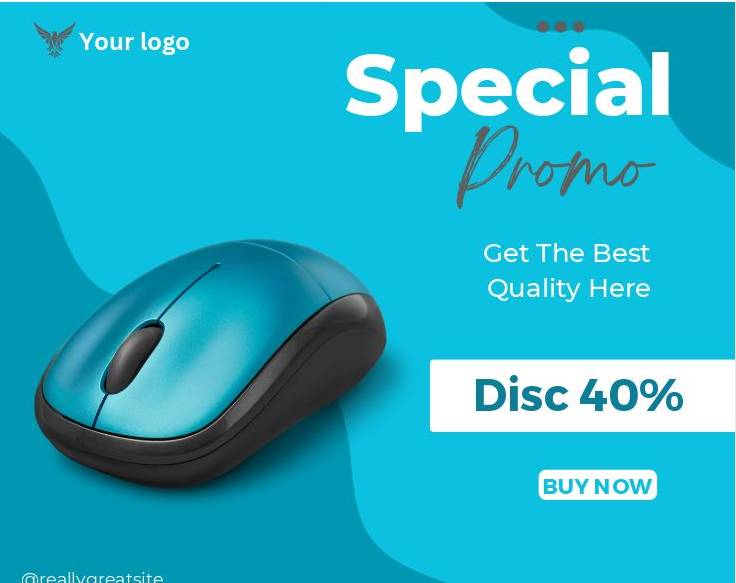 Your logo
Special
Promo
Get The Best
Quality Here
Disc 40%
BUY NOW
@reallygreatsite